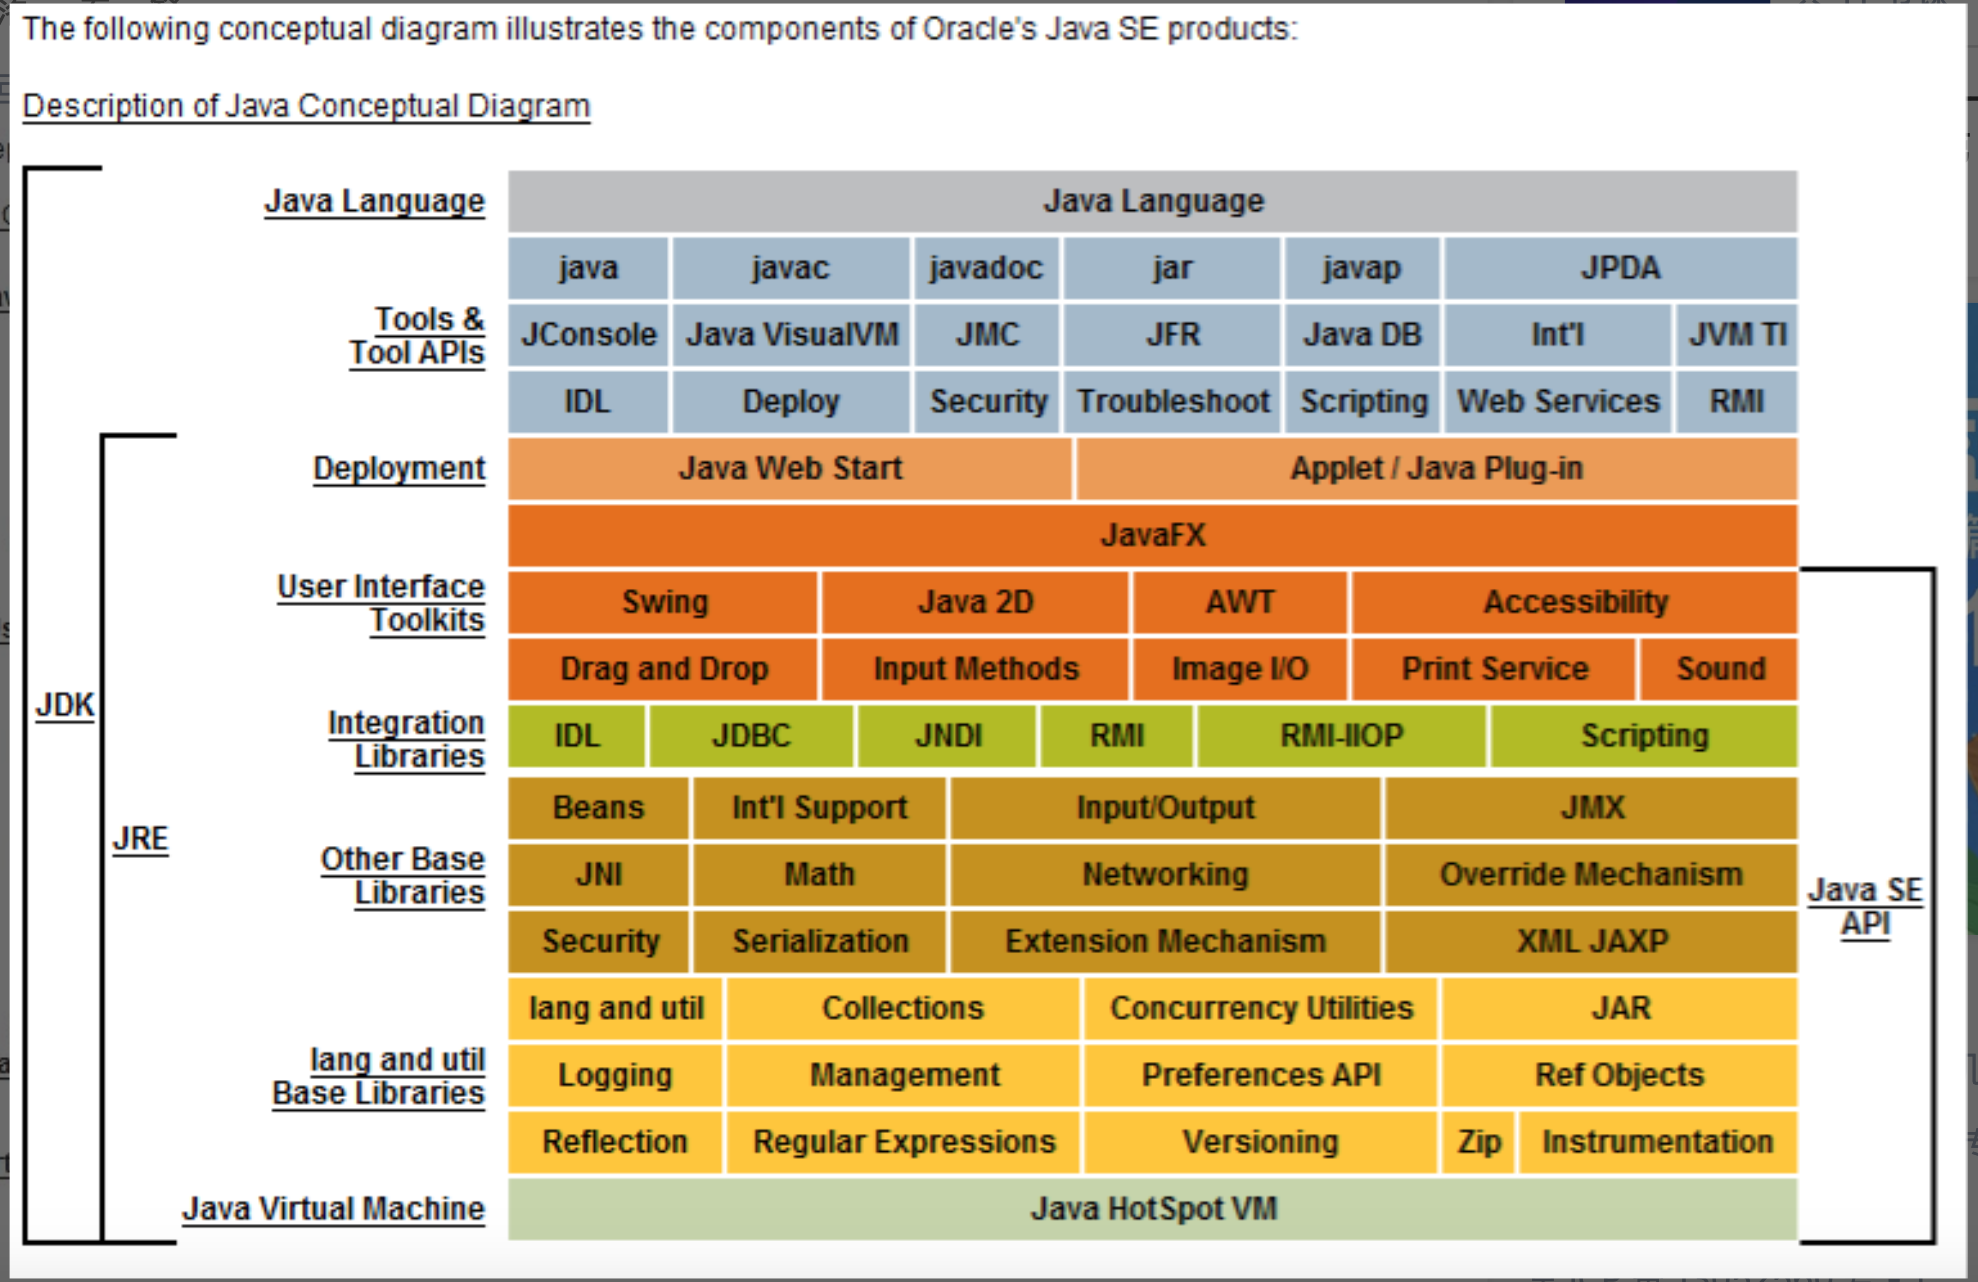 The following conceptual diagram illustrates the components of Oracle's Java SE products:
Description of Java Conceptual Diagram
Java Language
Java Language
java javac javadoc jar javap JPDA
Tools &
Tool APIs
JConsole Java VisualVM JMC JFR Java DB Int'l JVM TI
IDL Deploy Security Troubleshoot Scripting Web Services RMI
Deployment
Java Web Start Applet / Java Plug-in
JavaFX
User Interface
Toolkits
Swing Java 2D AWT Accessibility
Drag and Drop Input Methods Image I/O Print Service Sound
JDK
Integration
Libraries
IDL JDBC JNDI RMI RMI-IIOP Scripting
Beans Int'l Support Input/Output JMX
JRE
Other Base
Libraries
JNI Math Networking Override Mechanism
Java SE
API
Security Serialization Extension Mechanism XML JAXP
lang and util Collections Concurrency Utilities JAR
lang and util
Base Libraries
Logging Management Preferences API Ref Objects
Reflection Regular Expressions Versioning Zip Instrumentation
Java Virtual Machine
Java HotSpot VM